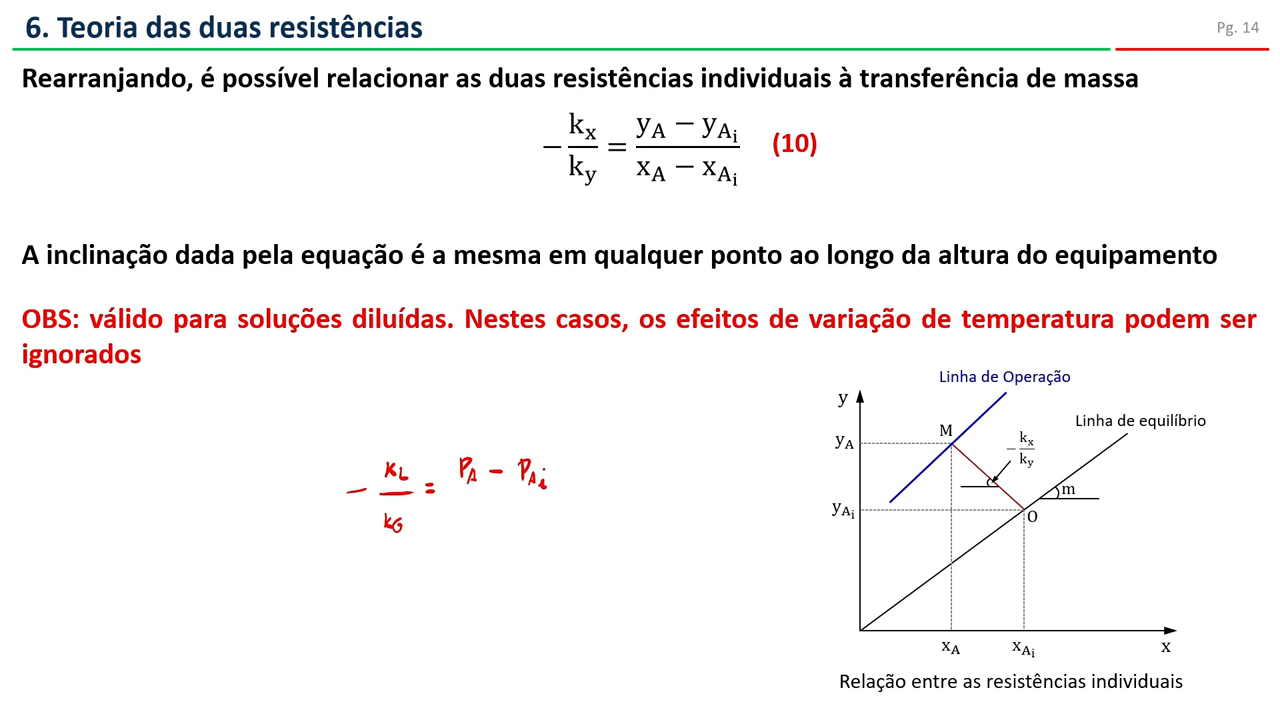 6. Teoria das duas resistências
Pg. 14
Rearranjando, é possível relacionar as duas resistências individuais à transferência de massa
− kx / ky = yA − yAi / xA − xAi (10)
A inclinação dada pela equação é a mesma em qualquer ponto ao longo da altura do equipamento
OBS: válido para soluções diluídas. Nestes casos, os efeitos de variação de temperatura podem ser
ignorados
− kL / kG = PA − PAi
Linha de Operação
y
Linha de equilíbrio
M
yA
− kx / ky
m
yAi
O
xA
xAi
x
Relação entre as resistências individuais